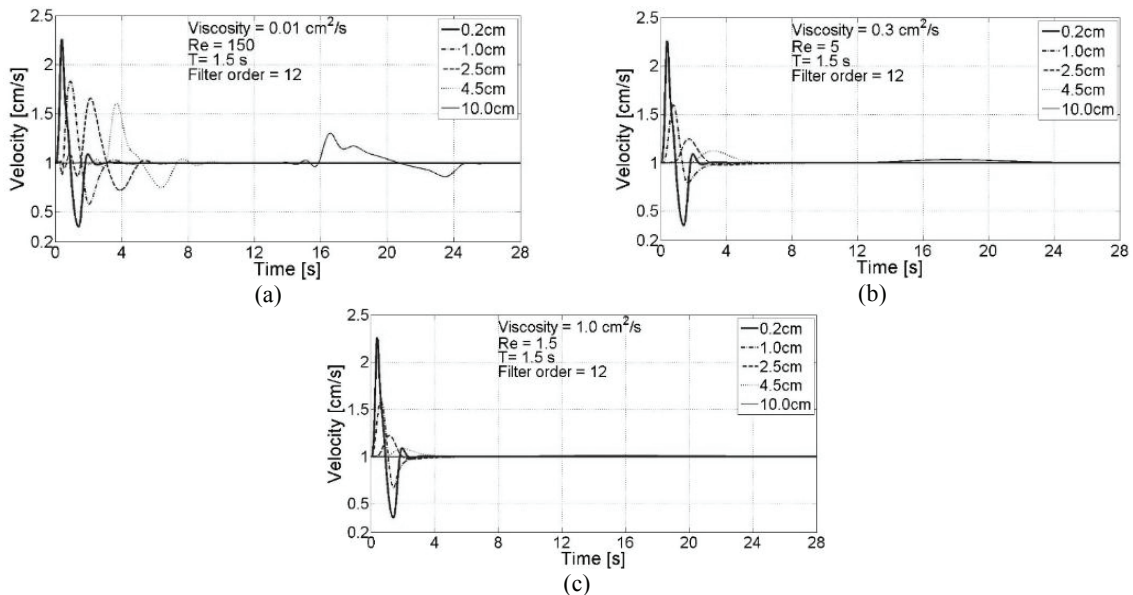 2.5
2
1.5
1
0.5
0.2
Velocity [cm/s]
Viscosity = 0.01 cm²/s
Re = 150
T= 1.5 s
Filter order = 12
0.2cm
1.0cm
2.5cm
4.5cm
10.0cm
0 4 8 12 16 20 24 28
Time [s]
(a)
2.5
2
1.5
1
0.5
0.2
Velocity [cm/s]
Viscosity = 0.3 cm²/s
Re = 5
T= 1.5 s
Filter order = 12
0.2cm
1.0cm
2.5cm
4.5cm
10.0cm
0 4 8 12 16 20 24 28
Time [s]
(b)
2.5
2
1.5
1
0.5
0.2
Velocity [cm/s]
Viscosity = 1.0 cm²/s
Re = 1.5
T= 1.5 s
Filter order = 12
0.2cm
1.0cm
2.5cm
4.5cm
10.0cm
0 4 8 12 16 20 24 28
Time [s]
(c)